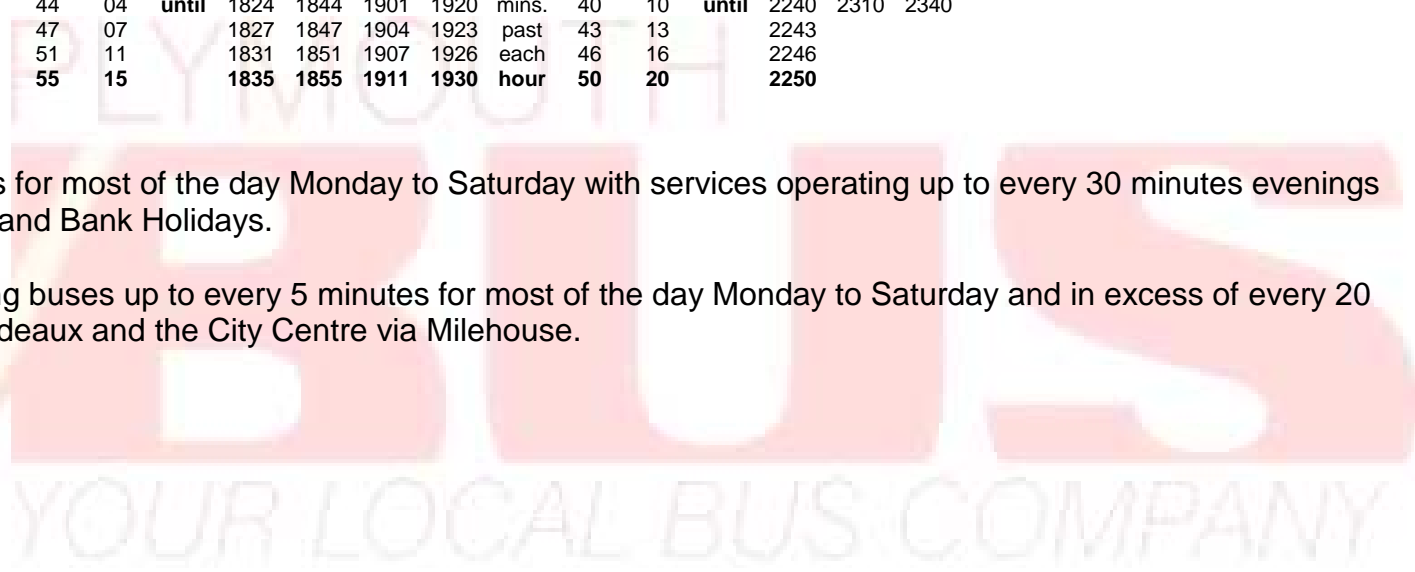 44 04 until 1824 1844 1901 1920 mins. 40 10 until 2240 2310 2340
47 07 1827 1847 1904 1923 past 43 13 2243
51 11 1831 1851 1907 1926 each 46 16 2246
55 15 1835 1855 1911 1930 hour 50 20 2250
PLYMOUTH
s for most of the day Monday to Saturday with services operating up to every 30 minutes evenings
and Bank Holidays.
ng buses up to every 5 minutes for most of the day Monday to Saturday and in excess of every 20
deaux and the City Centre via Milehouse.
BUS
YOUR LOCAL BUS COMPANY